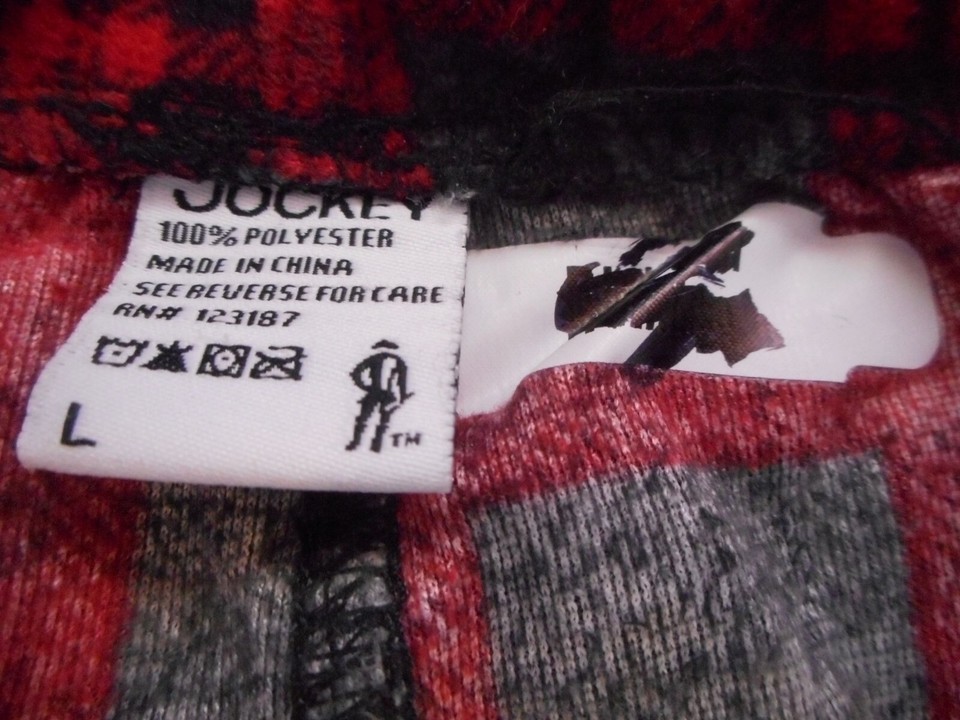 JOCKEY
100% POLYESTER
MADE IN CHINA
SEE REVERSE FOR CARE
RN# 123187
L
TM